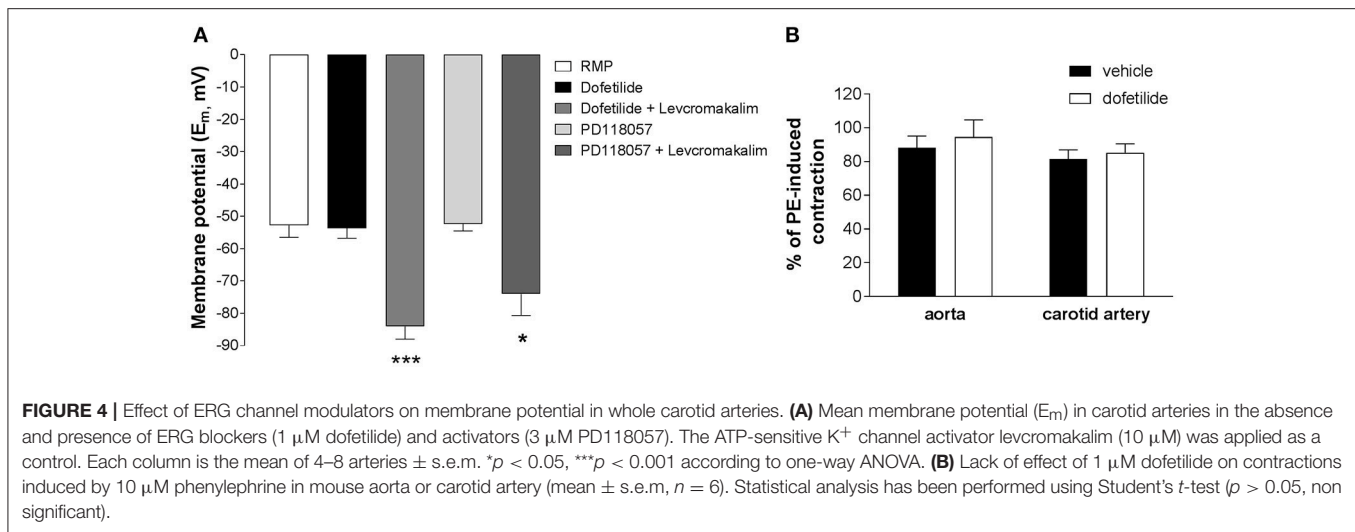 A
B
Membrane potential (Em, mV)
0
-10
-20
-30
-40
-50
-60
-70
-80
-90
***
*
RMP
Dofetilide
Dofetilide + Levcromakalim
PD118057
PD118057 + Levcromakalim
vehicle
dofetilide
% of PE-induced
contraction
120
100
80
60
40
20
0
aorta
carotid artery
FIGURE 4 | Effect of ERG channel modulators on membrane potential in whole carotid arteries. (A) Mean membrane potential (Em) in carotid arteries in the absence
and presence of ERG blockers (1 μM dofetilide) and activators (3 μM PD118057). The ATP-sensitive K+ channel activator levcromakalim (10 μM) was applied as a
control. Each column is the mean of 4–8 arteries ± s.e.m. *p < 0.05, ***p < 0.001 according to one-way ANOVA. (B) Lack of effect of 1 μM dofetilide on contractions
induced by 10 μM phenylephrine in mouse aorta or carotid artery (mean ± s.e.m, n = 6). Statistical analysis has been performed using Student's t-test (p > 0.05, non
significant).